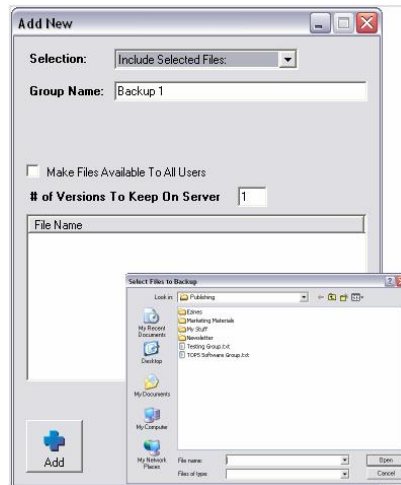 Add New
Selection: Include Selected Files:
Group Name: Backup 1
Make Files Available To All Users
# of Versions To Keep On Server 1
File Name
Select Files to Backup
Look in: Publishing
Ezines
Marketing Materials
My Stuff
Newsletter
Testing Group.txt
TOPS Software Group.txt
My Recent Documents
Desktop
My Documents
My Computer
My Network Places
File name:
Open
Files of type:
Cancel
Add